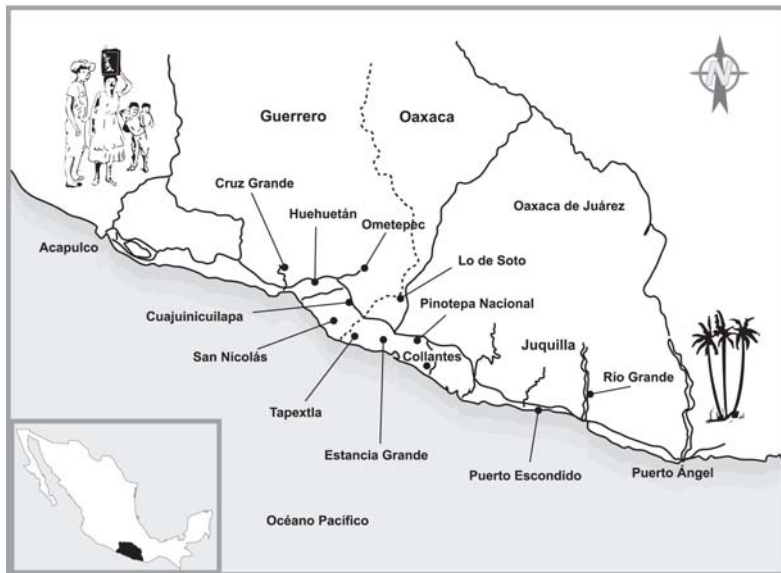 N
Guerrero
Oaxaca
Cruz Grande
Huehuetán
Ometepec
Oaxaca de Juárez
Acapulco
Lo de Soto
Cuajuinicuilapa
Pinotepa Nacional
San Nicolás
Collantes
Juquilla
Río Grande
Tapextla
Estancia Grande
Puerto Escondido
Puerto Ángel
Océano Pacífico